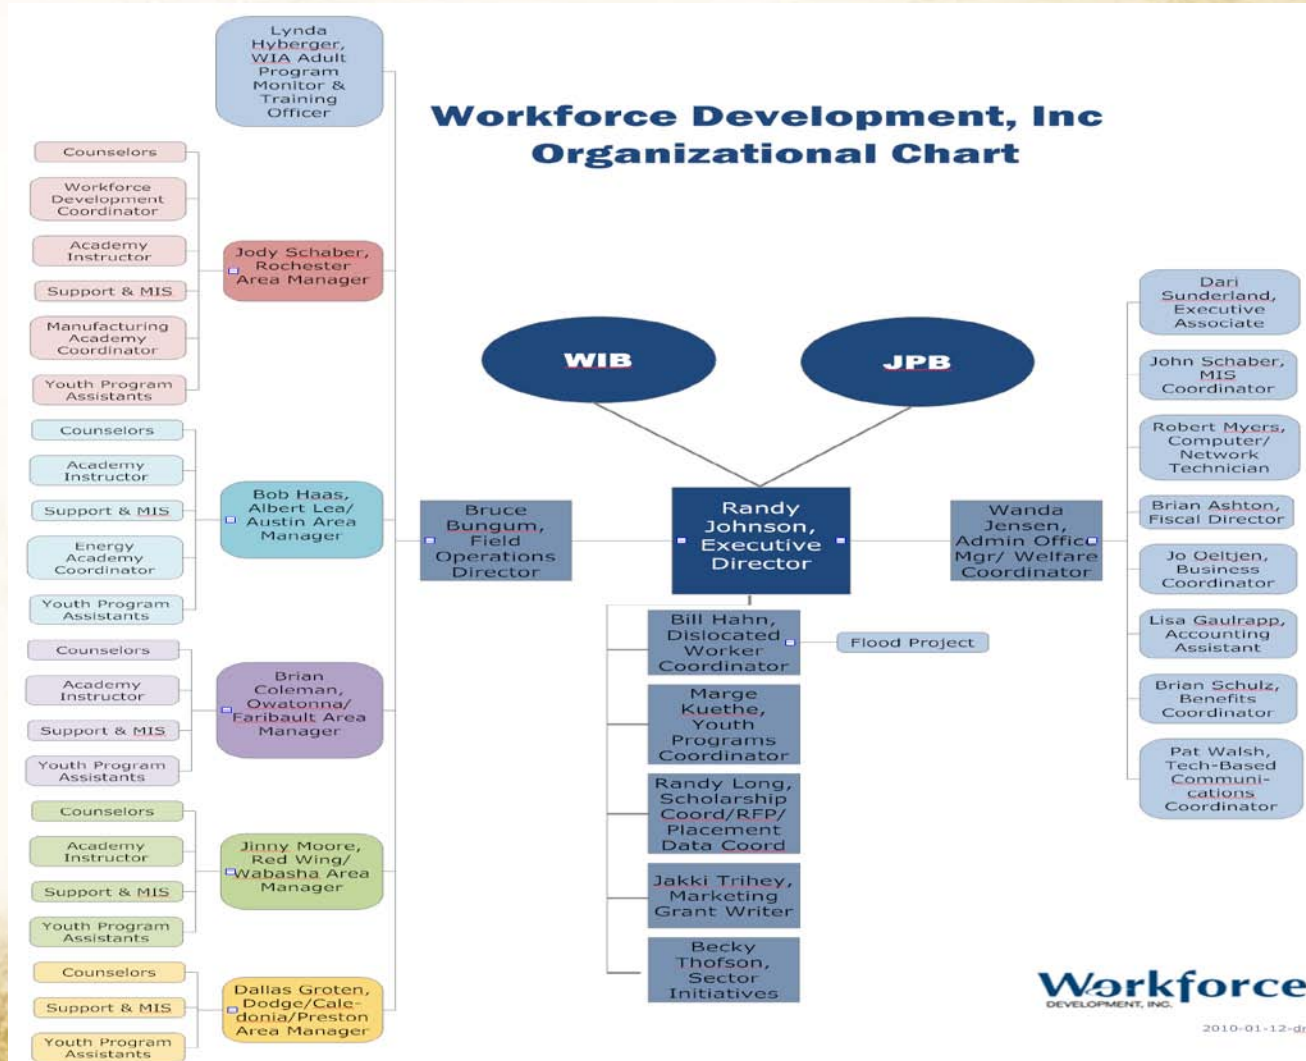 Lynda
Hyberger,
WIA Adult
Program
Monitor &
Training
Officer
Workforce Development, Inc
Organizational Chart
Counselors
Workforce
Development
Coordinator
Academy
Instructor
Support & MIS
Manufacturing
Academy
Coordinator
Youth Program
Assistants
Jody Schaber,
Rochester
Area Manager
Counselors
Academy
Instructor
Support & MIS
Energy
Academy
Coordinator
Youth Program
Assistants
Bob Haas,
Albert Lea/
Austin Area
Manager
Counselors
Academy
Instructor
Support & MIS
Youth Program
Assistants
Brian
Coleman,
Owatonna/
Faribault Area
Manager
Counselors
Academy
Instructor
Support & MIS
Youth Program
Assistants
Jinny Moore,
Red Wing/
Wabasha Area
Manager
Counselors
Support & MIS
Youth Program
Assistants
Dallas Groten,
Dodge/Cale-
donia/Preston
Area Manager
Bruce
Bungum,
Field
Operations
Director
WIB
JPB
Randy
Johnson,
Executive
Director
Wanda
Jensen,
Admin Office
Mgr/ Welfare
Coordinator
Bill Hahn,
Dislocated
Worker
Coordinator
Flood Project
Marge
Kuethe,
Youth
Programs
Coordinator
Randy Long,
Scholarship
Coord/RFP/
Placement
Data Coord
Jakki Trihey,
Marketing
Grant Writer
Becky
Thofson,
Sector
Initiatives
Dari
Sunderland,
Executive
Associate
John Schaber,
MIS
Coordinator
Robert Myers,
Computer/
Network
Technician
Brian Ashton,
Fiscal Director
Jo Oeltjen,
Business
Coordinator
Lisa Gaulrapp,
Accounting
Assistant
Brian Schulz,
Benefits
Coordinator
Pat Walsh,
Tech-Based
Communi-
cations
Coordinator
Workforce
DEVELOPMENT, INC.
2010-01-12-dr